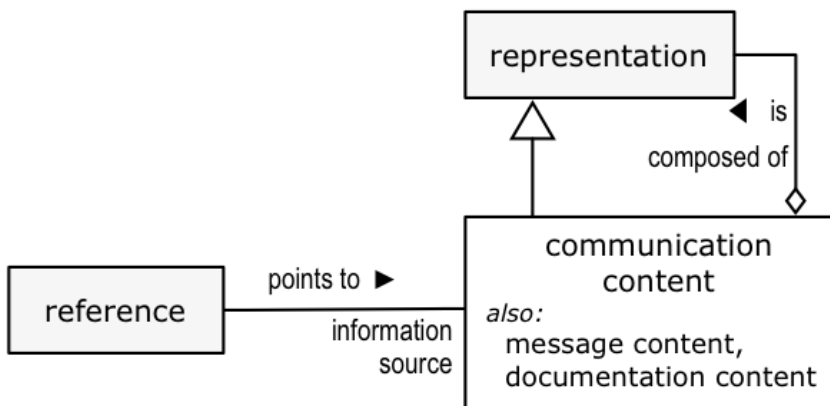 representation
◄ is
composed of
communication
content
also:
message content,
documentation content
points to ►
information
source
reference